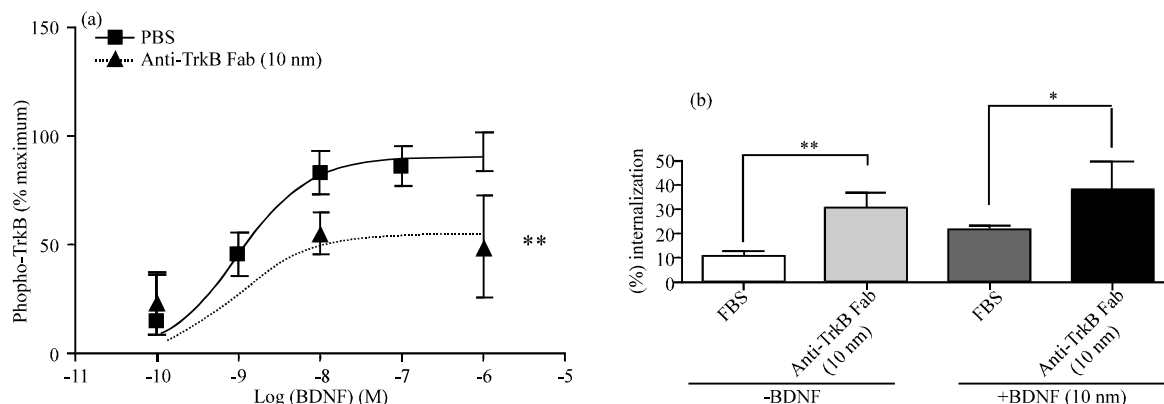 (a)
PBS
Anti-TrkB Fab (10 nm)
150
100
50
0
Phopho-TrkB (% maximum)
-11
-10
-9
-8
-7
-6
-5
Log (BDNF) (M)
**
(b)
**
*
50
40
30
20
10
0
(%) internalization
FBS
Anti-TrkB Fab
(10 nm)
FBS
Anti-TrkB Fab
(10 nm)
-BDNF
+BDNF (10 nm)